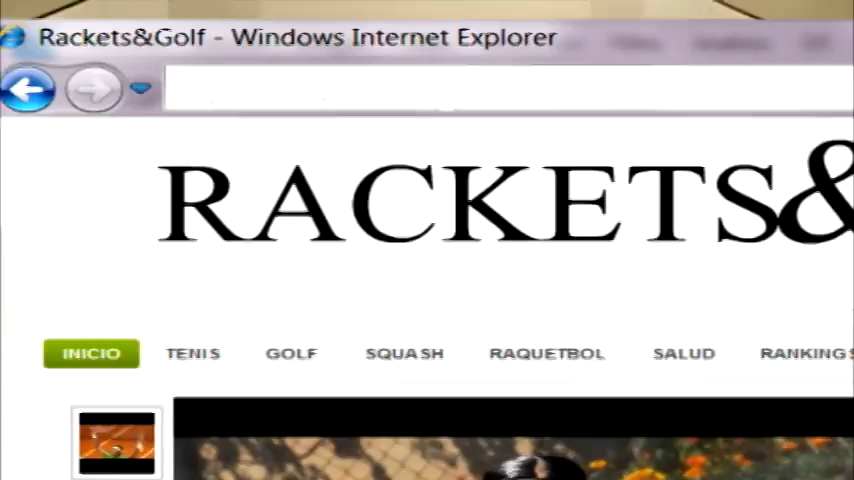 Rackets&Golf - Windows Internet Explorer
RACKETS&
INICIO TENIS GOLF SQUASH RAQUETBOL SALUD RANKINGS